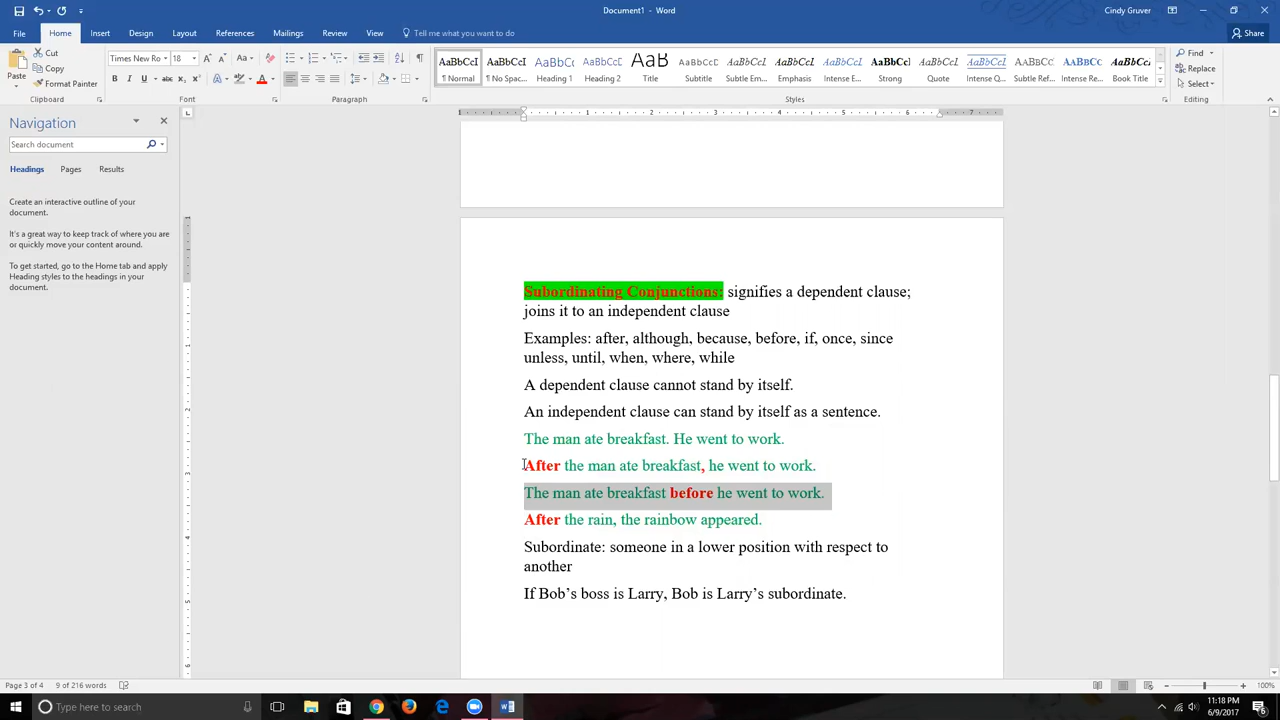 Document1 - Word
Cindy Gruver
File Home Insert Design Layout References Mailings Review View Tell me what you want to do
Share
Cut
Copy
Format Painter
Paste
Clipboard
Times New Ro 18
Font
Paragraph
AaBbCcI AaBbCcI AaBbCc AaBbCcI AaB AaBbCcC AaBbCcI AaBbCcI AaBbCcI AaBbCcI AaBbCcI AaBbCcI AaBbCc AaBbCc AaBbCcI
¶ Normal ¶ No Spac... Heading 1 Heading 2 Title Subtitle Subtle Em... Emphasis Intense E... Strong Quote Intense Q... Subtle Ref... Intense Re... Book Title
Styles
Find
Replace
Select
Editing
Navigation
Search document
Headings Pages Results
Create an interactive outline of your
document.
It's a great way to keep track of where you are
or quickly move your content around.
To get started, go to the Home tab and apply
Heading styles to the headings in your
document.
Subordinating Conjunctions: signifies a dependent clause;
joins it to an independent clause
Examples: after, although, because, before, if, once, since
unless, until, when, where, while
A dependent clause cannot stand by itself.
An independent clause can stand by itself as a sentence.
The man ate breakfast. He went to work.
After the man ate breakfast, he went to work.
The man ate breakfast before he went to work.
After the rain, the rainbow appeared.
Subordinate: someone in a lower position with respect to
another
If Bob's boss is Larry, Bob is Larry's subordinate.
Page 3 of 4 9 of 216 words
100%
Type here to search
11:18 PM
6/9/2017